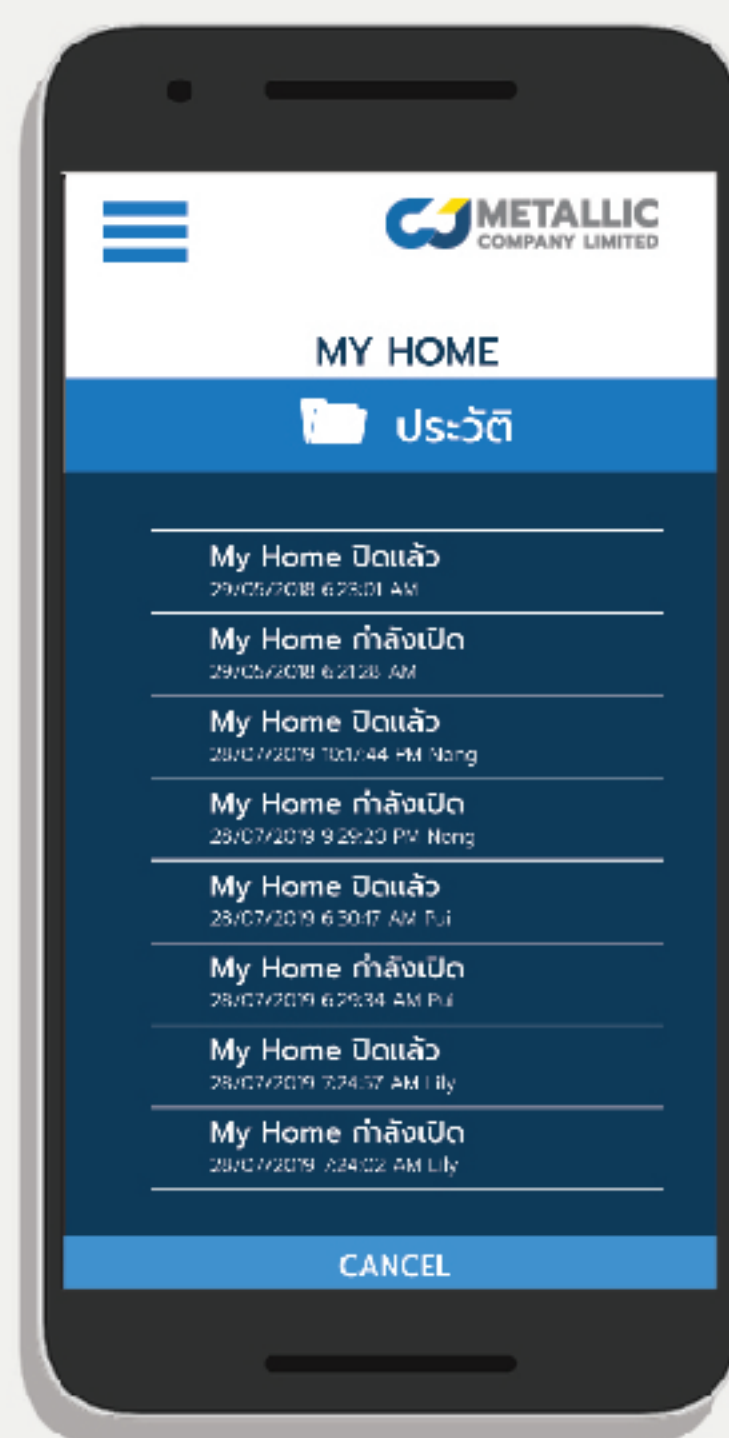 CJ METALLIC
COMPANY LIMITED
MY HOME
ประวัติ
My Home ปิดแล้ว
29/05/2018 6:23:01 AM
My Home กำลังเปิด
29/05/2018 6:21:28 AM
My Home ปิดแล้ว
28/07/2019 10:17:44 PM Nong
My Home กำลังเปิด
28/07/2019 9:29:20 PM Nong
My Home ปิดแล้ว
28/07/2019 6:30:17 AM Pui
My Home กำลังเปิด
28/07/2019 6:29:34 AM Pui
My Home ปิดแล้ว
28/07/2019 7:24:57 AM Lily
My Home กำลังเปิด
28/07/2019 7:24:02 AM Lily
CANCEL